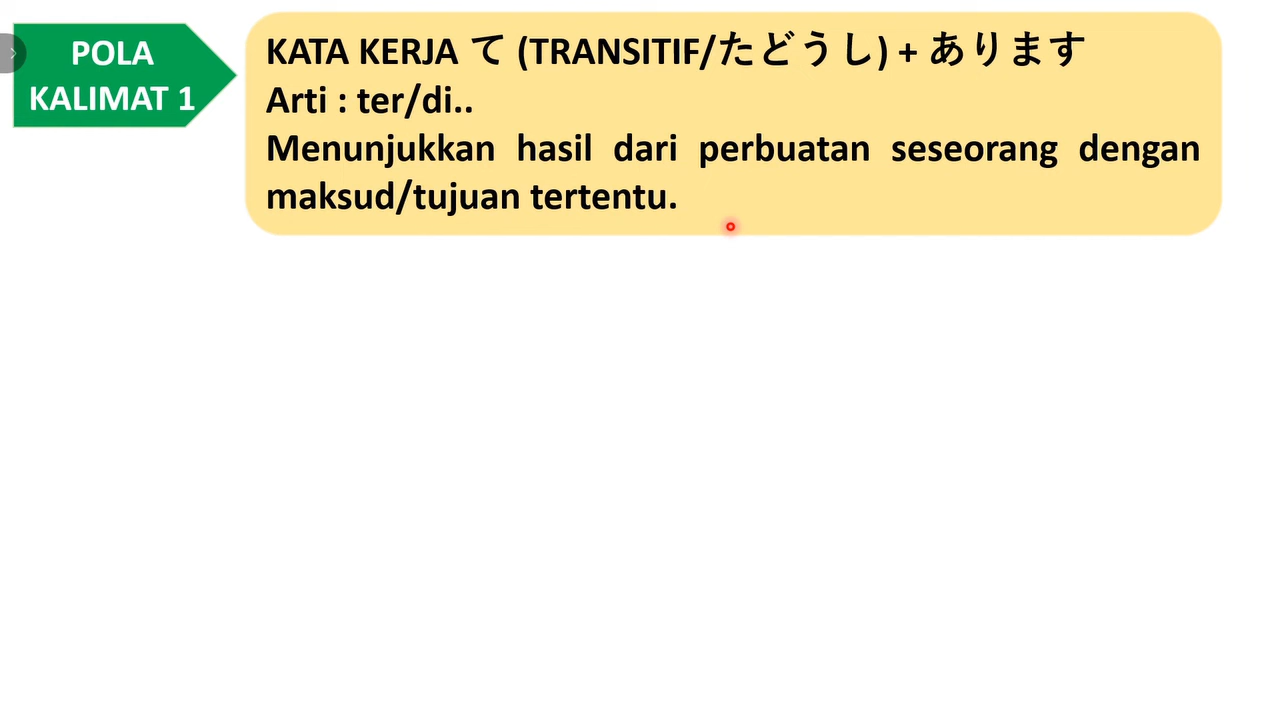 POLA
KALIMAT 1
KATA KERJA て (TRANSITIF/たどうし) + あります
Arti : ter/di..
Menunjukkan hasil dari perbuatan seseorang dengan
maksud/tujuan tertentu.